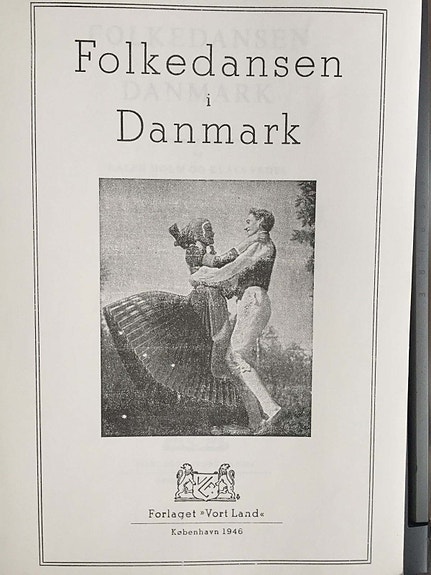 Folkedansen
i
Danmark
Forlaget »Vort Land«
København 1946